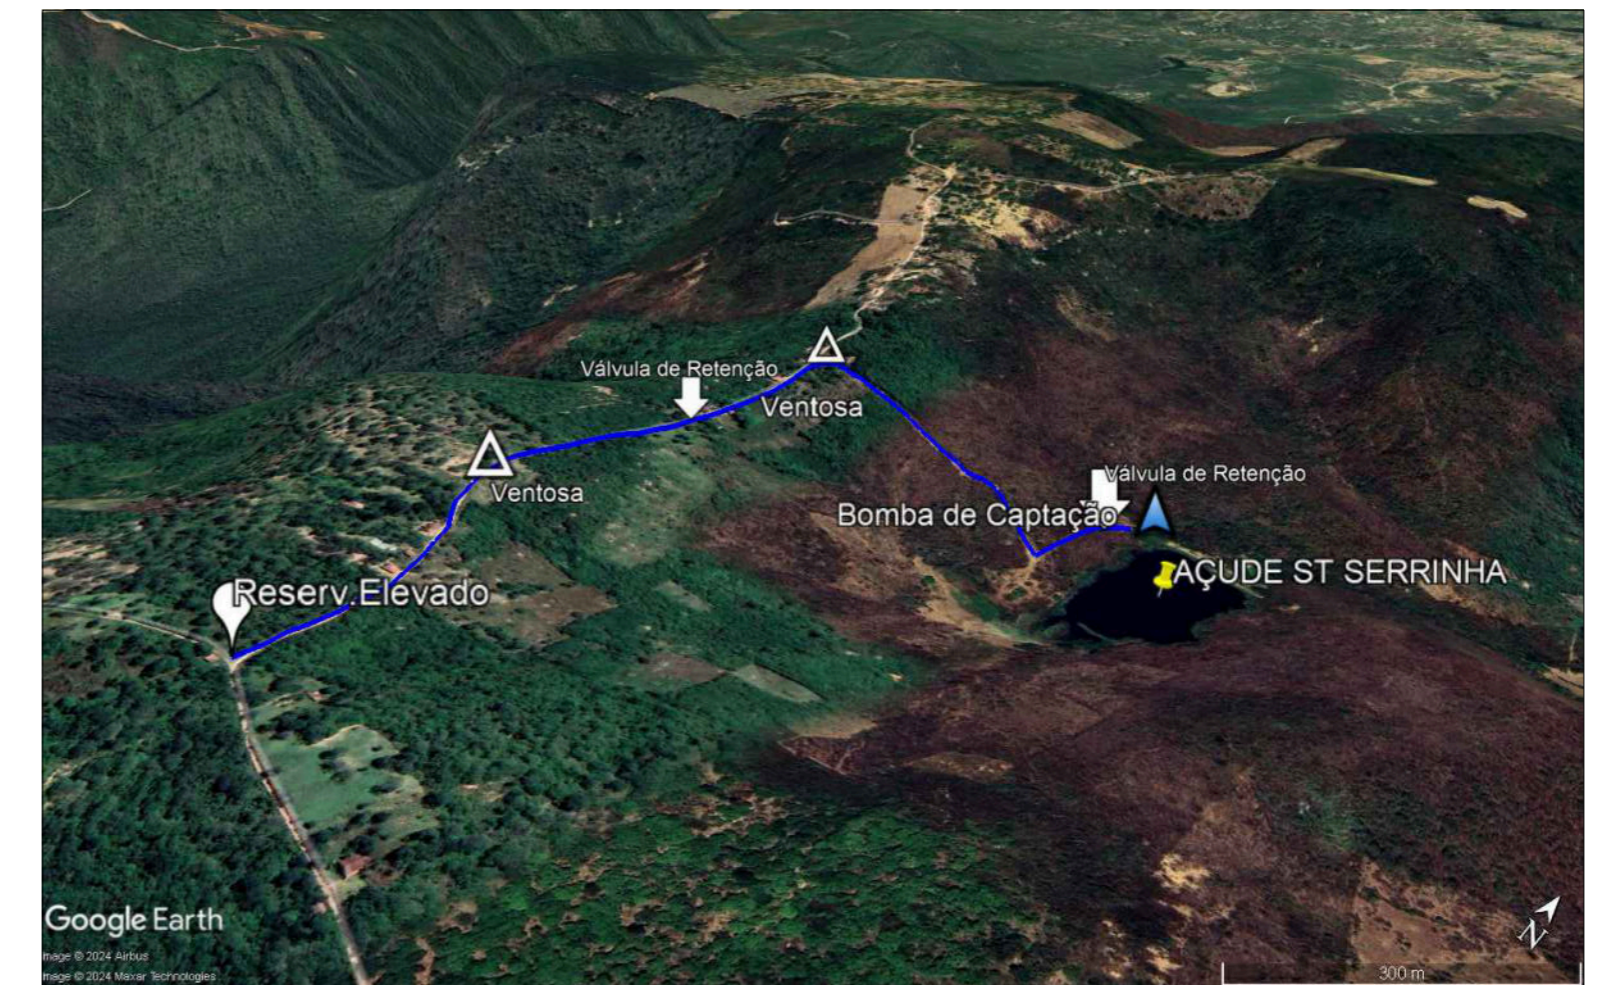 Válvula de Retenção
Ventosa
Ventosa
Válvula de Retenção
Bomba de Captação
AÇUDE ST SERRINHA
Reserv.Elevado
Google Earth
Image © 2024 Airbus
Image © 2024 Maxar Technologies
N
300 m